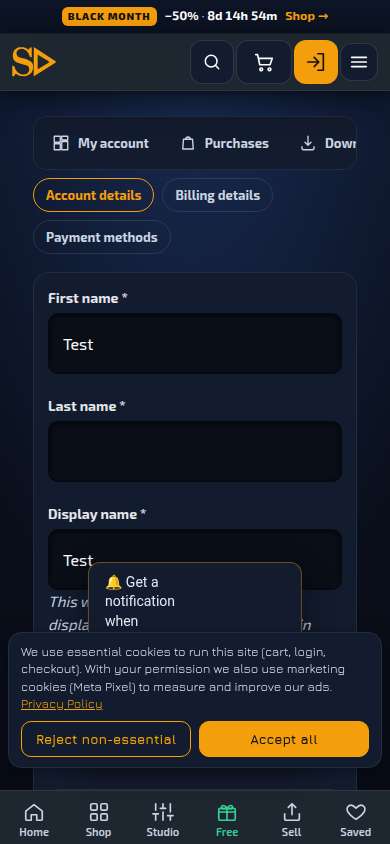 BLACK MONTH −50% · 8d 14h 54m Shop →
SD
My account Purchases
Account details Billing details
Payment methods
First name *
Test
Last name *
Display name *
Test
🔔 Get a
notification
when
This
We use essential cookies to run this site (cart, login,
checkout). With your permission we also use marketing
cookies (Meta Pixel) to measure and improve our ads.
Privacy Policy
Reject non-essential Accept all
Home Shop Studio Free Sell Saved